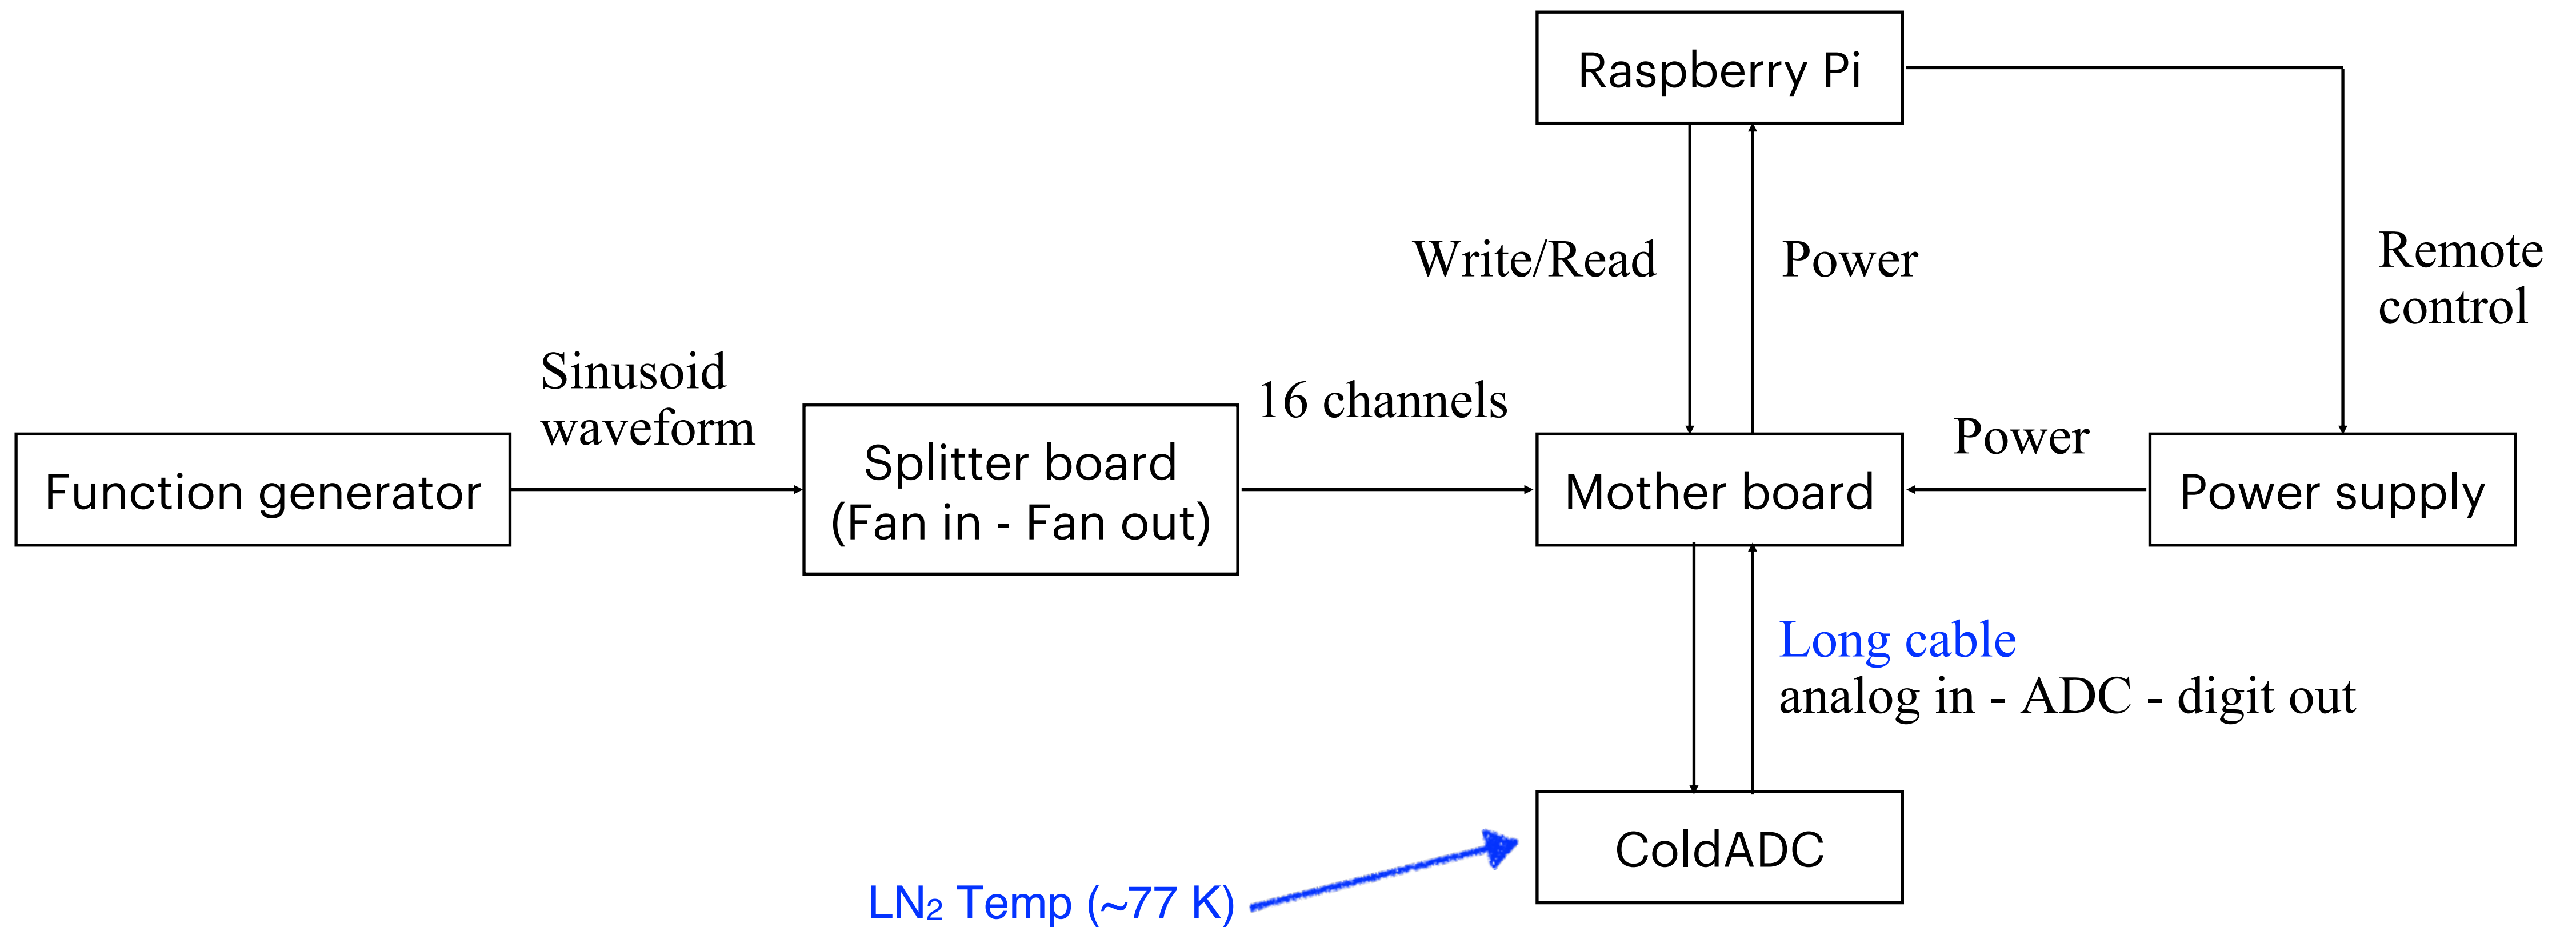 Raspberry Pi
Write/Read
Power
Remote
control
Sinusoid
waveform
16 channels
Power
Function generator
Splitter board
(Fan in - Fan out)
Mother board
Power supply
Long cable
analog in - ADC - digit out
ColdADC
LN₂ Temp (~77 K)